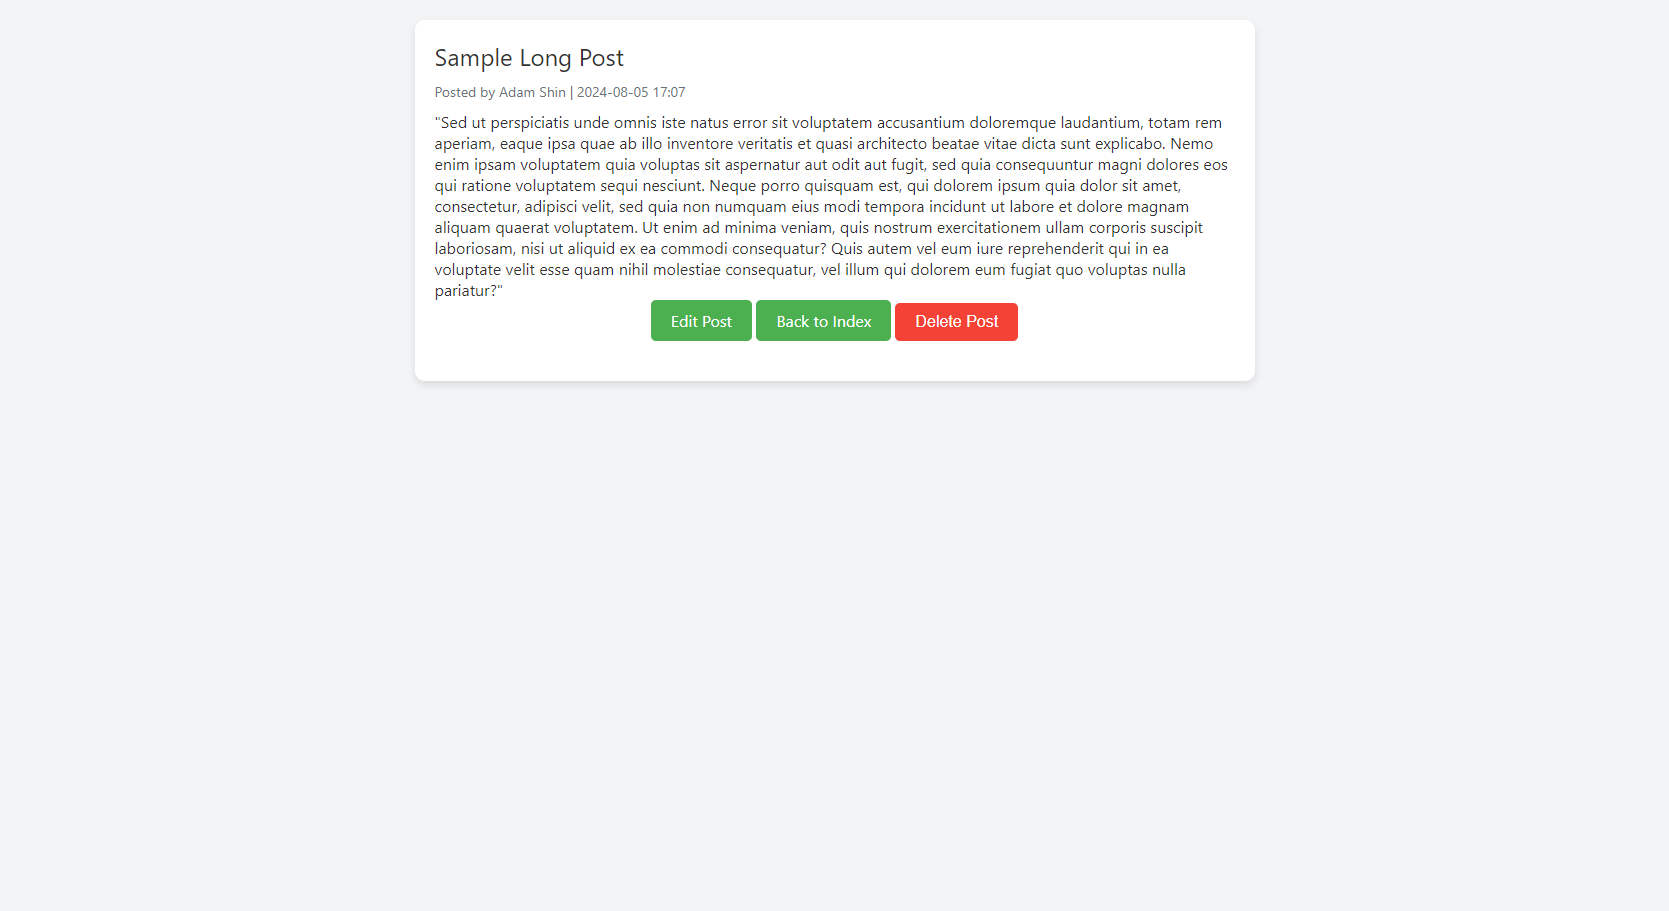 Sample Long Post
Posted by Adam Shin | 2024-08-05 17:07
"Sed ut perspiciatis unde omnis iste natus error sit voluptatem accusantium doloremque laudantium, totam rem
aperiam, eaque ipsa quae ab illo inventore veritatis et quasi architecto beatae vitae dicta sunt explicabo. Nemo
enim ipsam voluptatem quia voluptas sit aspernatur aut odit aut fugit, sed quia consequuntur magni dolores eos
qui ratione voluptatem sequi nesciunt. Neque porro quisquam est, qui dolorem ipsum quia dolor sit amet,
consectetur, adipisci velit, sed quia non numquam eius modi tempora incidunt ut labore et dolore magnam
aliquam quaerat voluptatem. Ut enim ad minima veniam, quis nostrum exercitationem ullam corporis suscipit
laboriosam, nisi ut aliquid ex ea commodi consequatur? Quis autem vel eum iure reprehenderit qui in ea
voluptate velit esse quam nihil molestiae consequatur, vel illum qui dolorem eum fugiat quo voluptas nulla
pariatur?"
Edit Post Back to Index Delete Post